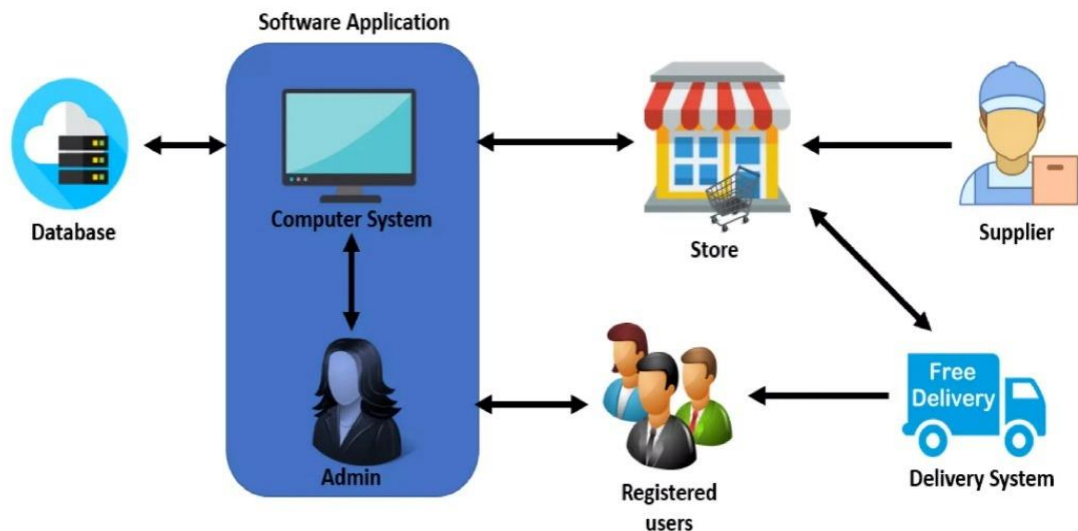 Software Application
Computer System
Database
Store
Supplier
Free
Delivery
Admin
Registered
users
Delivery System